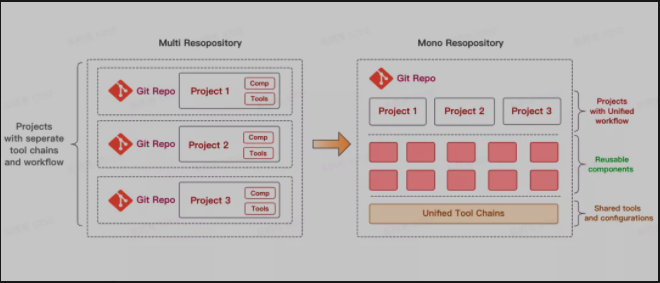 Multi Resopository
Mono Resopository
Projects
with seperate
tool chains
and workflow
Git Repo
Project 1
Comp
Tools
Git Repo
Project 2
Comp
Tools
Git Repo
Project 3
Comp
Tools
Git Repo
Project 1
Project 2
Project 3
Projects
with Unified
workflow
Reusable
components
Unified Tool Chains
Shared tools
and configurations